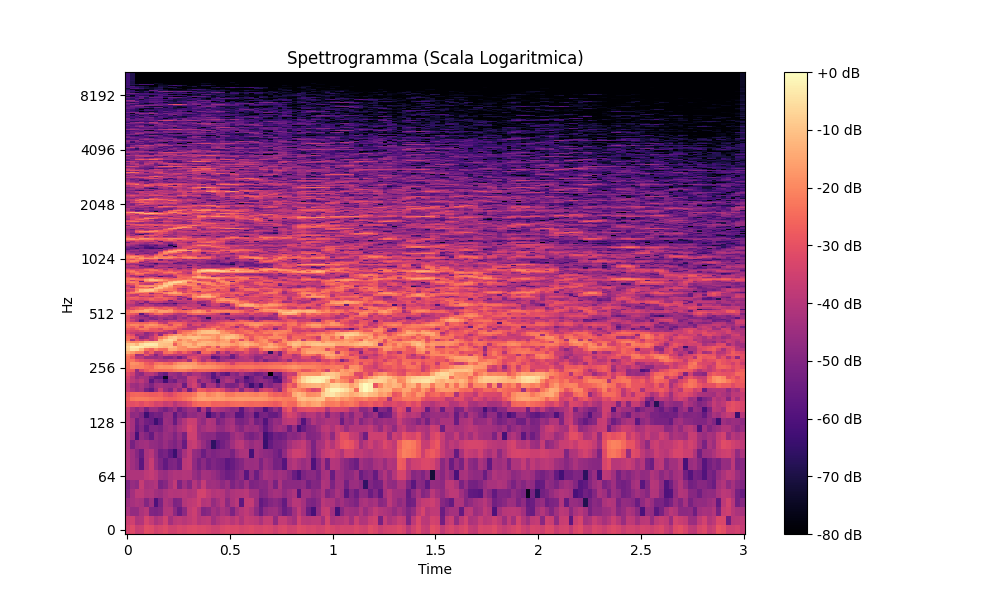 Spettrogramma (Scala Logaritmica)
Hz
8192
4096
2048
1024
512
256
128
64
0
0 0.5 1 1.5 2 2.5 3
Time
+0 dB
-10 dB
-20 dB
-30 dB
-40 dB
-50 dB
-60 dB
-70 dB
-80 dB